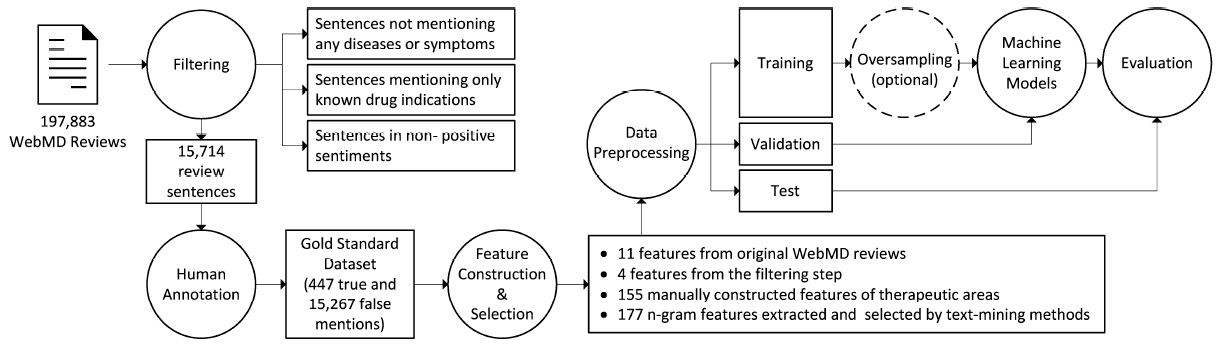 197,883
WebMD Reviews
Filtering
Sentences not mentioning
any diseases or symptoms
Sentences mentioning only
known drug indications
Sentences in non- positive
sentiments
15,714
review
sentences
Human
Annotation
Gold Standard
Dataset
(447 true and
15,267 false
mentions)
Feature
Construction
&
Selection
• 11 features from original WebMD reviews
• 4 features from the filtering step
• 155 manually constructed features of therapeutic areas
• 177 n-gram features extracted and selected by text-mining methods
Data
Preprocessing
Training
Validation
Test
Oversampling
(optional)
Machine
Learning
Models
Evaluation